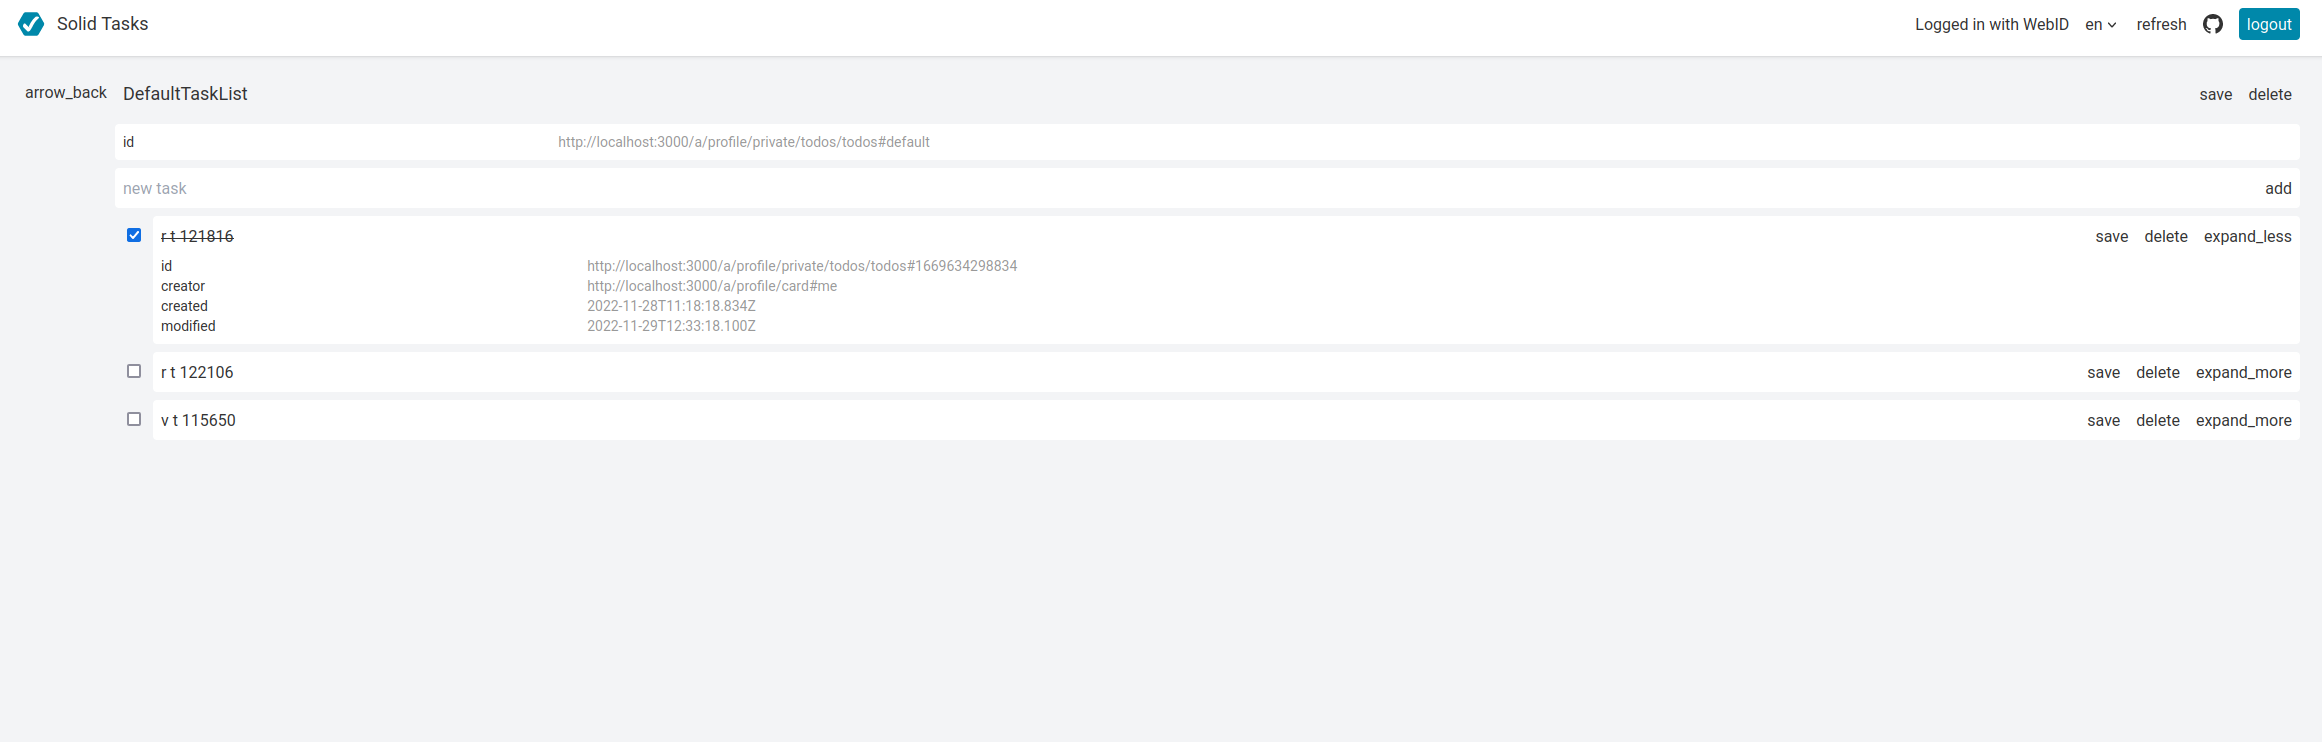 Solid Tasks Logged in with WebID en refresh logout
arrow_back DefaultTaskList save delete
id http://localhost:3000/a/profile/private/todos/todos#default
new task add
r t 121816 save delete expand_less
id http://localhost:3000/a/profile/private/todos/todos#1669634298834
creator http://localhost:3000/a/profile/card#me
created 2022-11-28T11:18:18.834Z
modified 2022-11-29T12:33:18.100Z
r t 122106 save delete expand_more
v t 115650 save delete expand_more